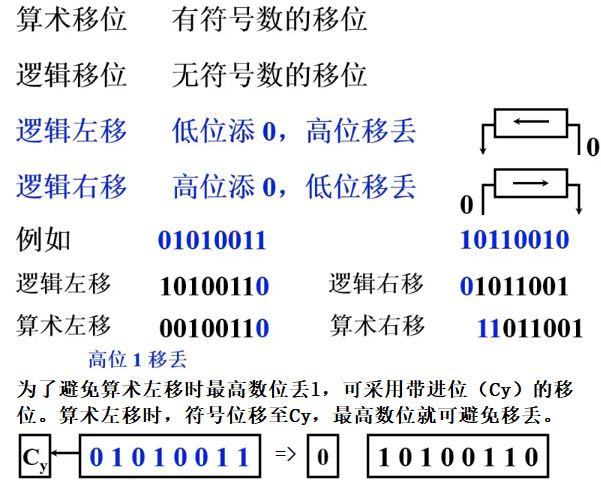 算术移位 有符号数的移位
逻辑移位 无符号数的移位
逻辑左移 低位添 0，高位移丢
0
逻辑右移 高位添 0，低位移丢
0
例如 01010011 10110010
逻辑左移 10100110 逻辑右移 01011001
算术左移 00100110 算术右移 11011001
高位 1 移丢
为了避免算术左移时最高数位丢1，可采用带进位（Cy）的移
位。算术左移时，符号位移至Cy，最高数位就可避免移丢。
Cy 0 1 0 1 0 0 1 1 => 0 1 0 1 0 0 1 1 0